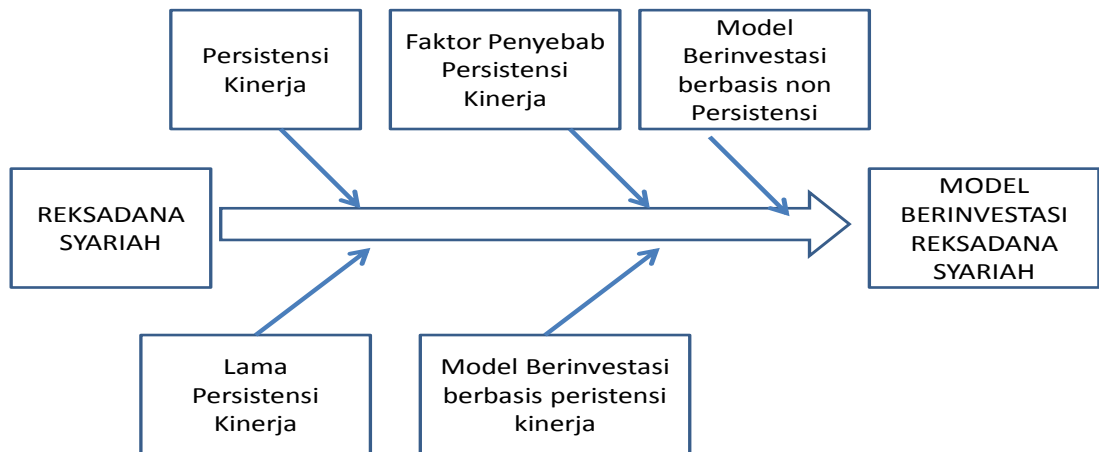 Persistensi
Kinerja
Faktor Penyebab
Persistensi
Kinerja
Model
Berinvestasi
berbasis non
Persistensi
REKSADANA
SYARIAH
MODEL
BERINVESTASI
REKSADANA
SYARIAH
Lama
Persistensi
Kinerja
Model Berinvestasi
berbasis peristensi
kinerja